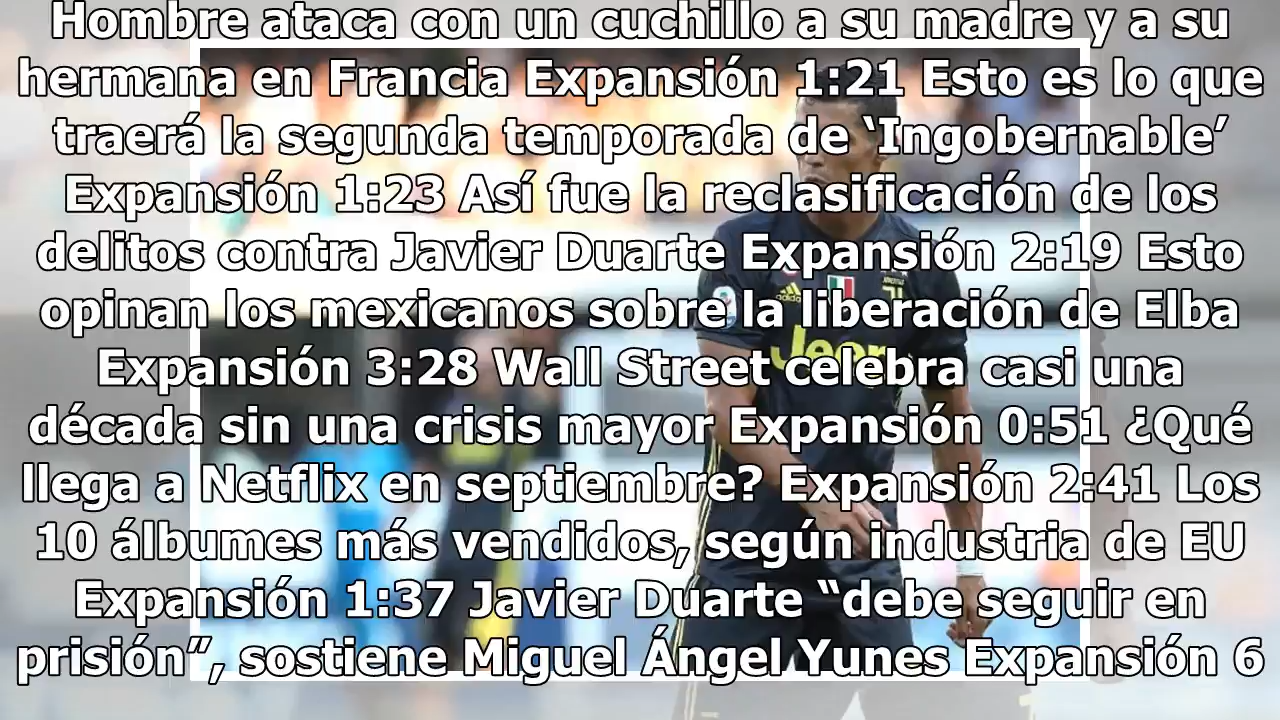 Hombre ataca con un cuchillo a su madre y a su
hermana en Francia Expansión 1:21 Esto es lo que
traerá la segunda temporada de ‘Ingobernable’
Expansión 1:23 Así fue la reclasificación de los
delitos contra Javier Duarte Expansión 2:19 Esto
opinan los mexicanos sobre la liberación de Elba
Expansión 3:28 Wall Street celebra casi una
década sin una crisis mayor Expansión 0:51 ¿Qué
llega a Netflix en septiembre? Expansión 2:41 Los
10 álbumes más vendidos, según industria de EU
Expansión 1:37 Javier Duarte “debe seguir en
prisión”, sostiene Miguel Ángel Yunes Expansión 6
adidas
Jeep